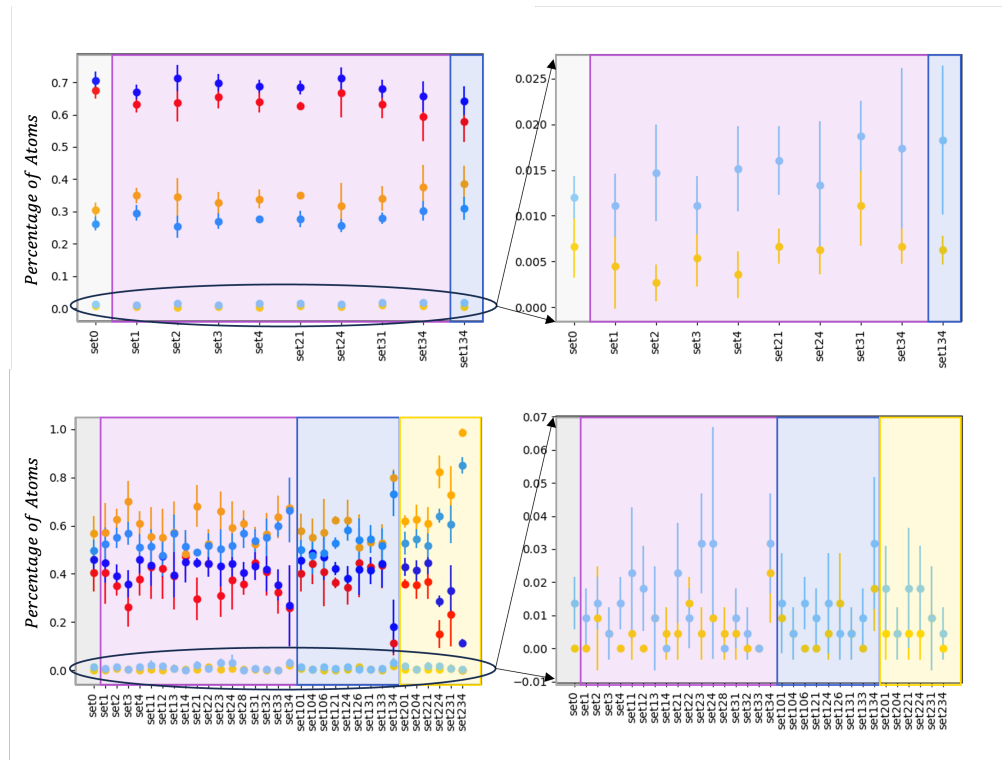 Percentage of Atoms
0.7
0.6
0.5
0.4
0.3
0.2
0.1
0.0
set0
set1
set2
set3
set4
set21
set24
set31
set34
set134
0.025
0.020
0.015
0.010
0.005
0.000
set0
set1
set2
set3
set4
set21
set24
set31
set34
set134
Percentage of Atoms
1.0
0.8
0.6
0.4
0.2
0.0
set0
set1
set2
set3
set4
set11
set12
set13
set14
set21
set22
set23
set24
set28
set31
set32
set33
set34
set101
set104
set106
set121
set124
set126
set131
set133
set134
set201
set204
set221
set224
set231
set234
0.07
0.06
0.05
0.04
0.03
0.02
0.01
0.00
−0.01
set0
set1
set2
set3
set4
set11
set12
set13
set14
set21
set22
set23
set24
set28
set31
set32
set33
set34
set101
set104
set106
set121
set124
set126
set131
set133
set134
set201
set204
set221
set224
set231
set234